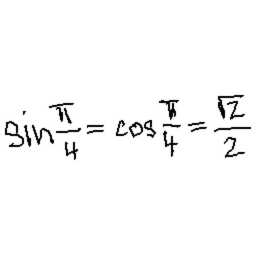 sin π/4 = cos π/4 = √2/2